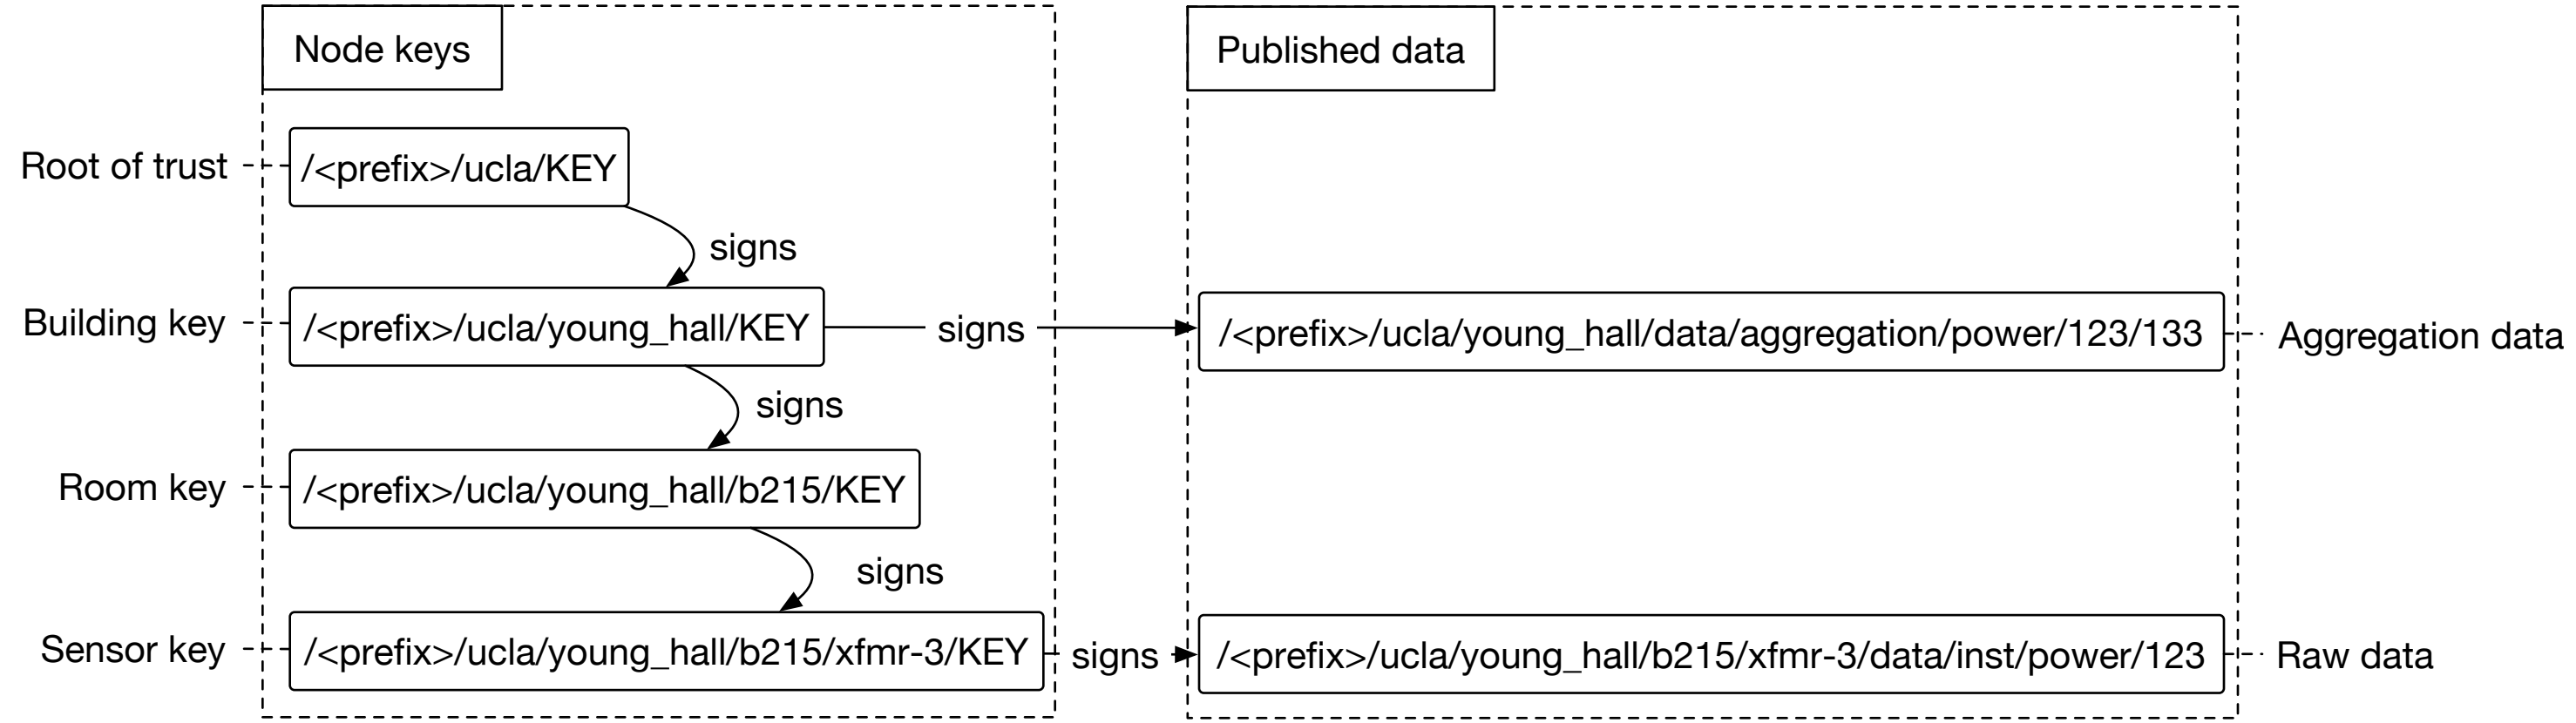 Node keys
Published data
Root of trust
/<prefix>/ucla/KEY
signs
Building key
/<prefix>/ucla/young_hall/KEY
signs
/<prefix>/ucla/young_hall/data/aggregation/power/123/133
Aggregation data
signs
Room key
/<prefix>/ucla/young_hall/b215/KEY
signs
Sensor key
/<prefix>/ucla/young_hall/b215/xfmr-3/KEY
signs
/<prefix>/ucla/young_hall/b215/xfmr-3/data/inst/power/123
Raw data